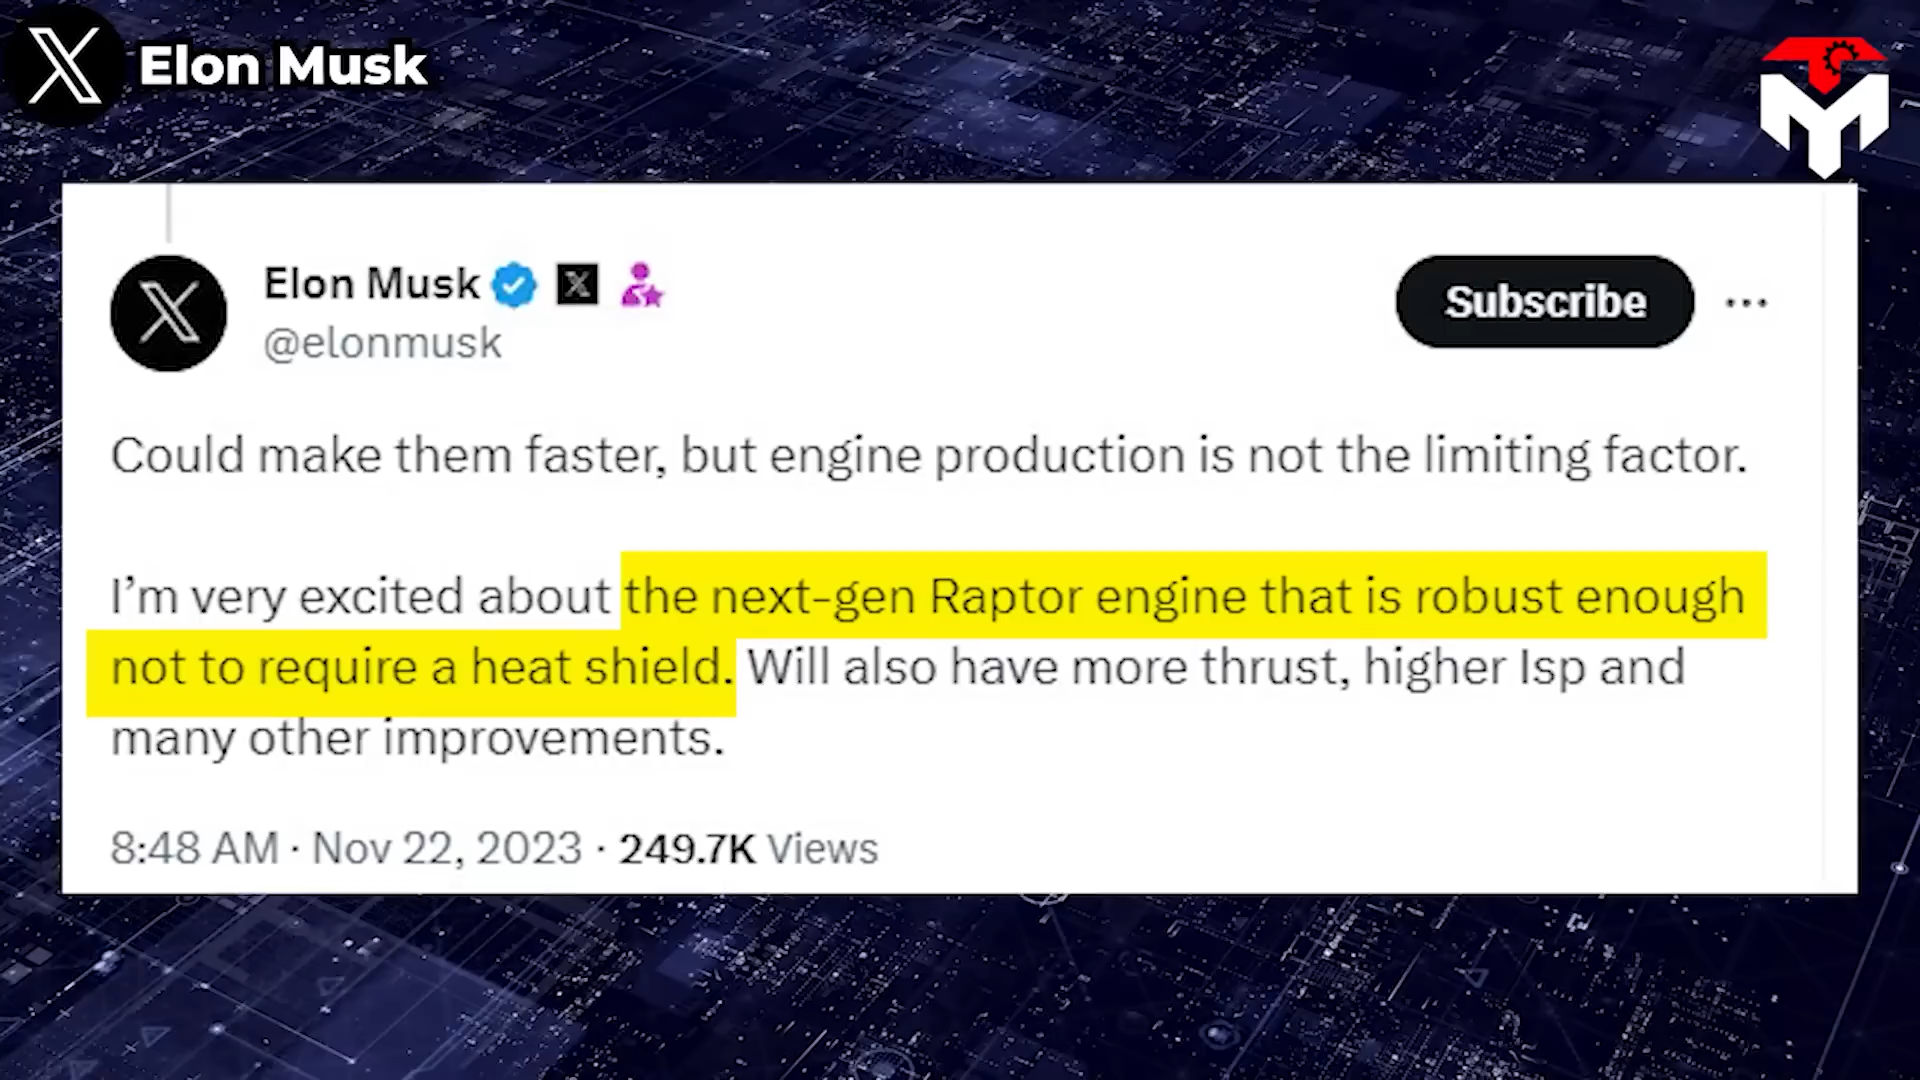 Elon Musk
Elon Musk
@elonmusk
Subscribe
Could make them faster, but engine production is not the limiting factor.
I’m very excited about the next-gen Raptor engine that is robust enough
not to require a heat shield. Will also have more thrust, higher Isp and
many other improvements.
8:48 AM · Nov 22, 2023 · 249.7K Views